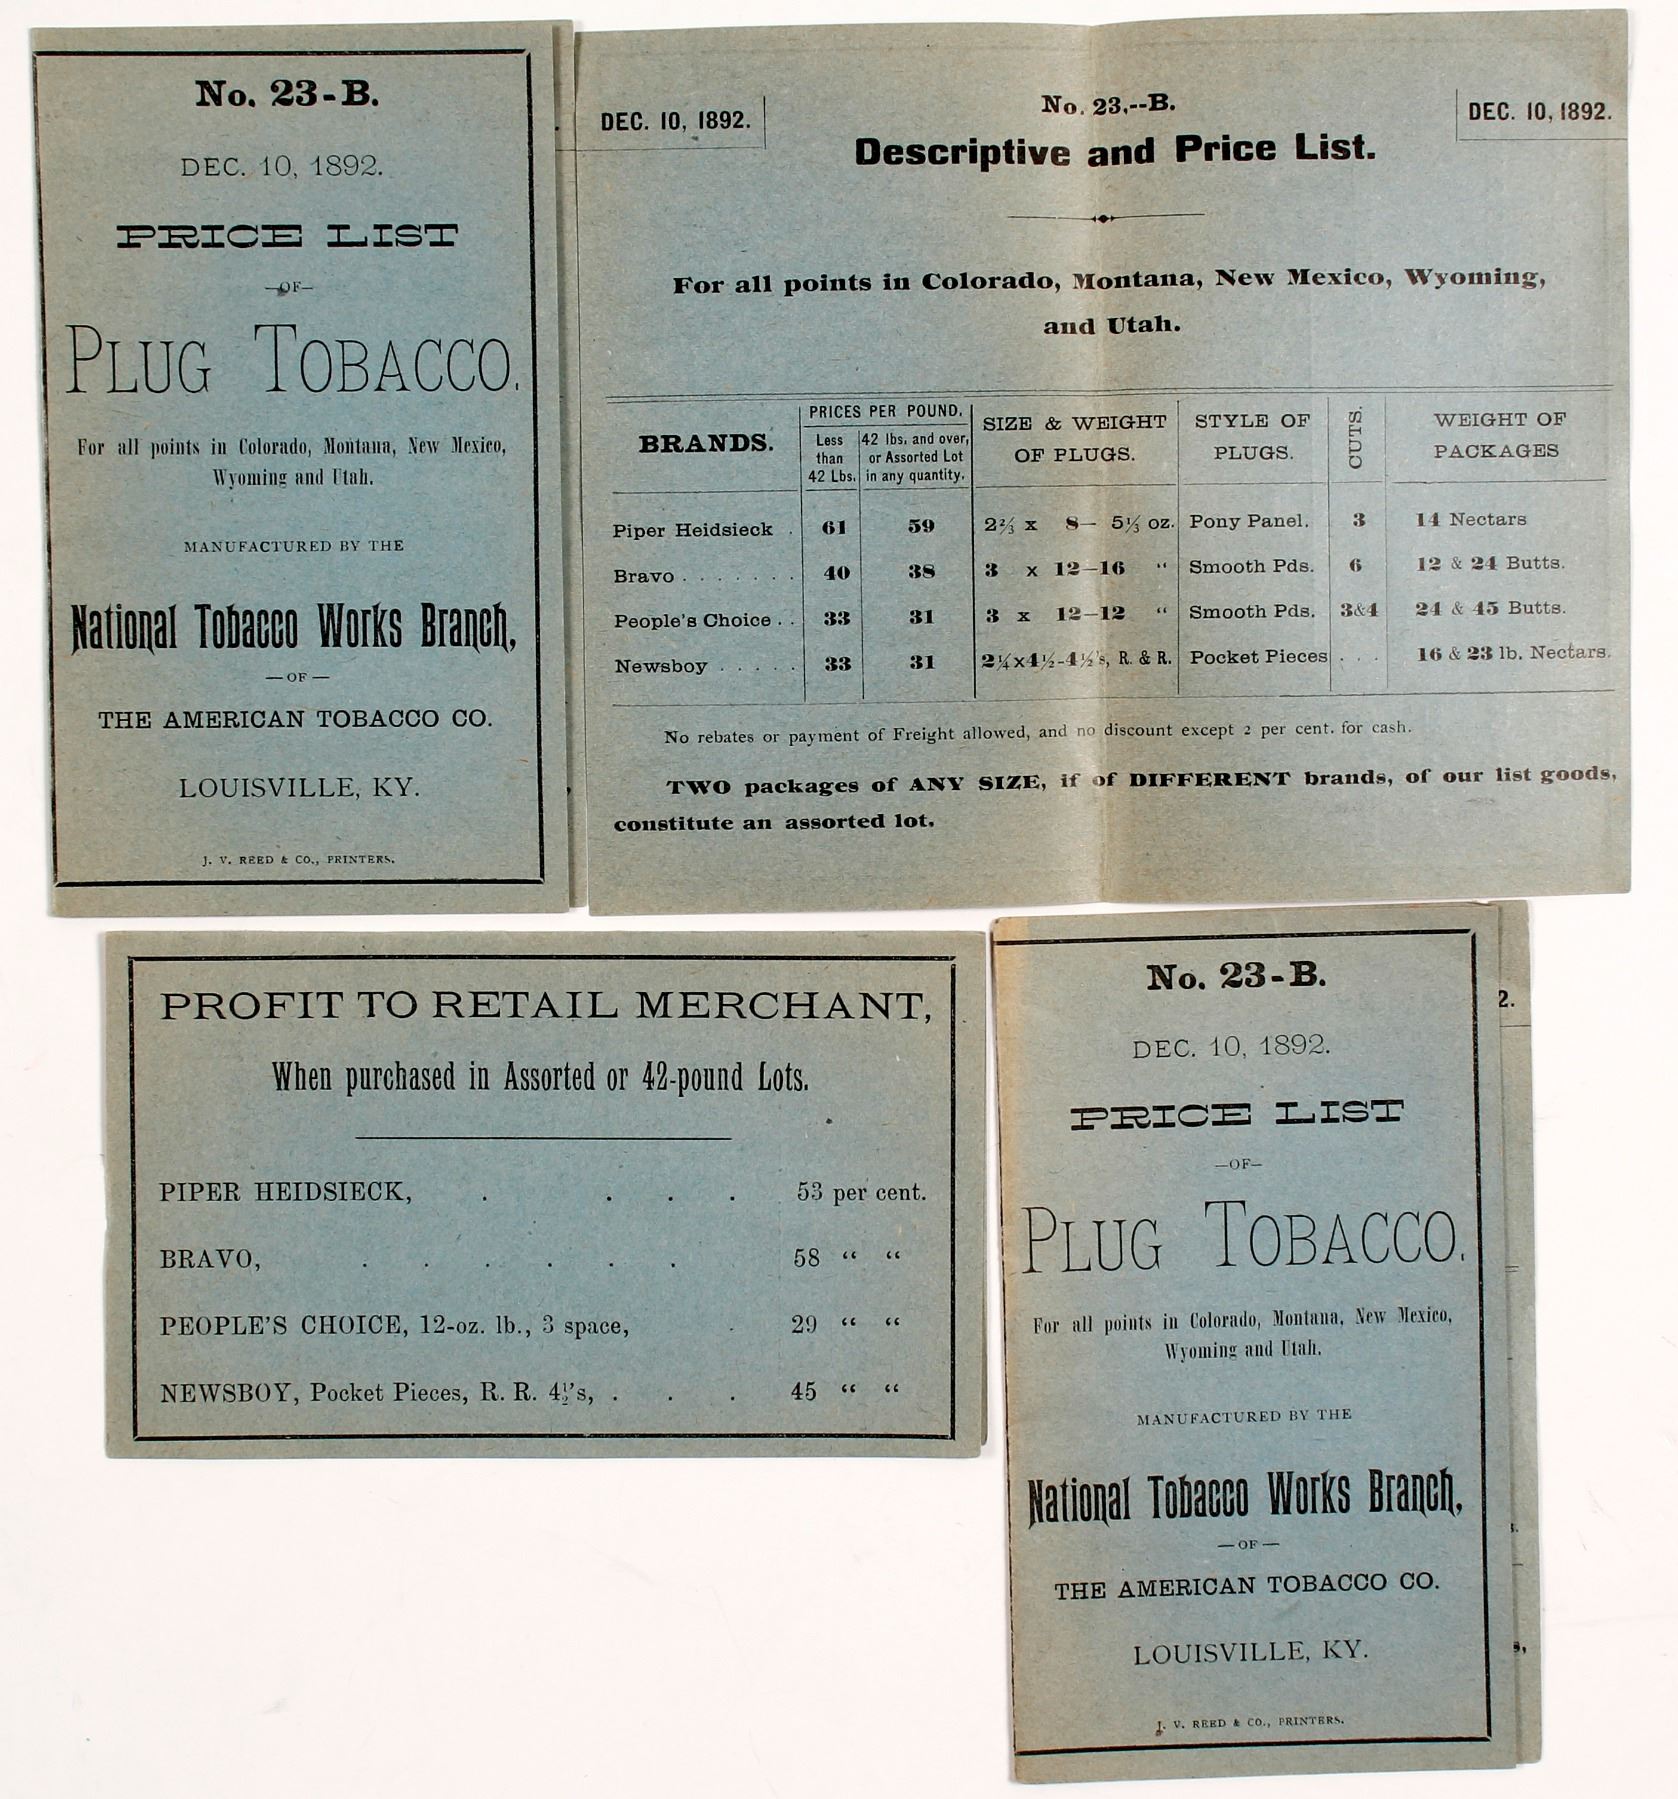 No. 23-B.
DEC. 10, 1892.
PRICE LIST
—OF—
PLUG TOBACCO.
For all points in Colorado, Montana, New Mexico,
Wyoming and Utah.
MANUFACTURED BY THE
National Tobacco Works Branch,
— OF —
THE AMERICAN TOBACCO CO.
LOUISVILLE, KY.
J. V. REED & CO., PRINTERS.
DEC. 10, 1892.
No. 23,--B.
DEC. 10, 1892.
Descriptive and Price List.
For all points in Colorado, Montana, New Mexico, Wyoming,
and Utah.
BRANDS. PRICES PER POUND. SIZE & WEIGHT OF PLUGS. STYLE OF PLUGS. CUTS. WEIGHT OF PACKAGES
Less than 42 Lbs. 42 lbs. and over, or Assorted Lot in any quantity.
Piper Heidsieck . 61 59 2⅔ x 8— 5⅓ oz. Pony Panel. 3 14 Nectars
Bravo . . . . . . . 40 38 3 x 12—16 “ Smooth Pds. 6 12 & 24 Butts.
People's Choice . . 33 31 3 x 12—12 “ Smooth Pds. 3&4 24 & 45 Butts.
Newsboy . . . . . 33 31 2¼x4½-4½'s, R. & R. Pocket Pieces . . . 16 & 23 lb. Nectars.
No rebates or payment of Freight allowed, and no discount except 2 per cent. for cash.
TWO packages of ANY SIZE, if of DIFFERENT brands, of our list goods,
constitute an assorted lot.
PROFIT TO RETAIL MERCHANT,
When purchased in Assorted or 42-pound Lots.
PIPER HEIDSIECK, . . . . 53 per cent.
BRAVO, . . . . . . 58 “ “
PEOPLE'S CHOICE, 12-oz. lb., 3 space, . 29 “ “
NEWSBOY, Pocket Pieces, R. R. 4½'s, . . . 45 “ “
No. 23-B.
DEC. 10, 1892.
PRICE LIST
—OF—
PLUG TOBACCO.
For all points in Colorado, Montana, New Mexico,
Wyoming and Utah.
MANUFACTURED BY THE
National Tobacco Works Branch,
— OF —
THE AMERICAN TOBACCO CO.
LOUISVILLE, KY.
J. V. REED & CO., PRINTERS.
2.